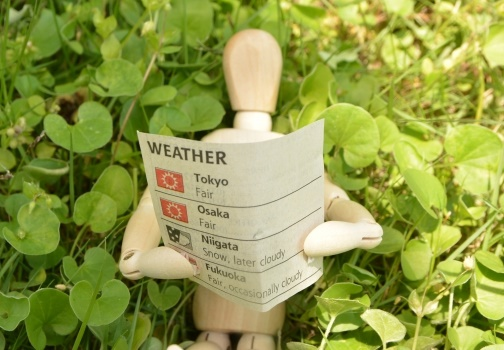 WEATHER
Tokyo
Fair
Osaka
Fair
Niigata
Snow, later cloudy
Fukuoka
Fair, occasionally cloudy